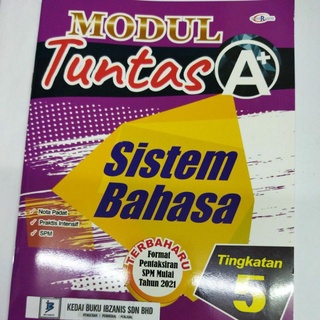 MODUL
Tuntas A+
Sistem
Bahasa
Nota Padat
Praktis Intensif
SPM
TERBAHARU
Format
Pentaksiran
SPM Mulai
Tahun 2021
Tingkatan
5
KEDAI BUKU IBZANIS SDN BHD